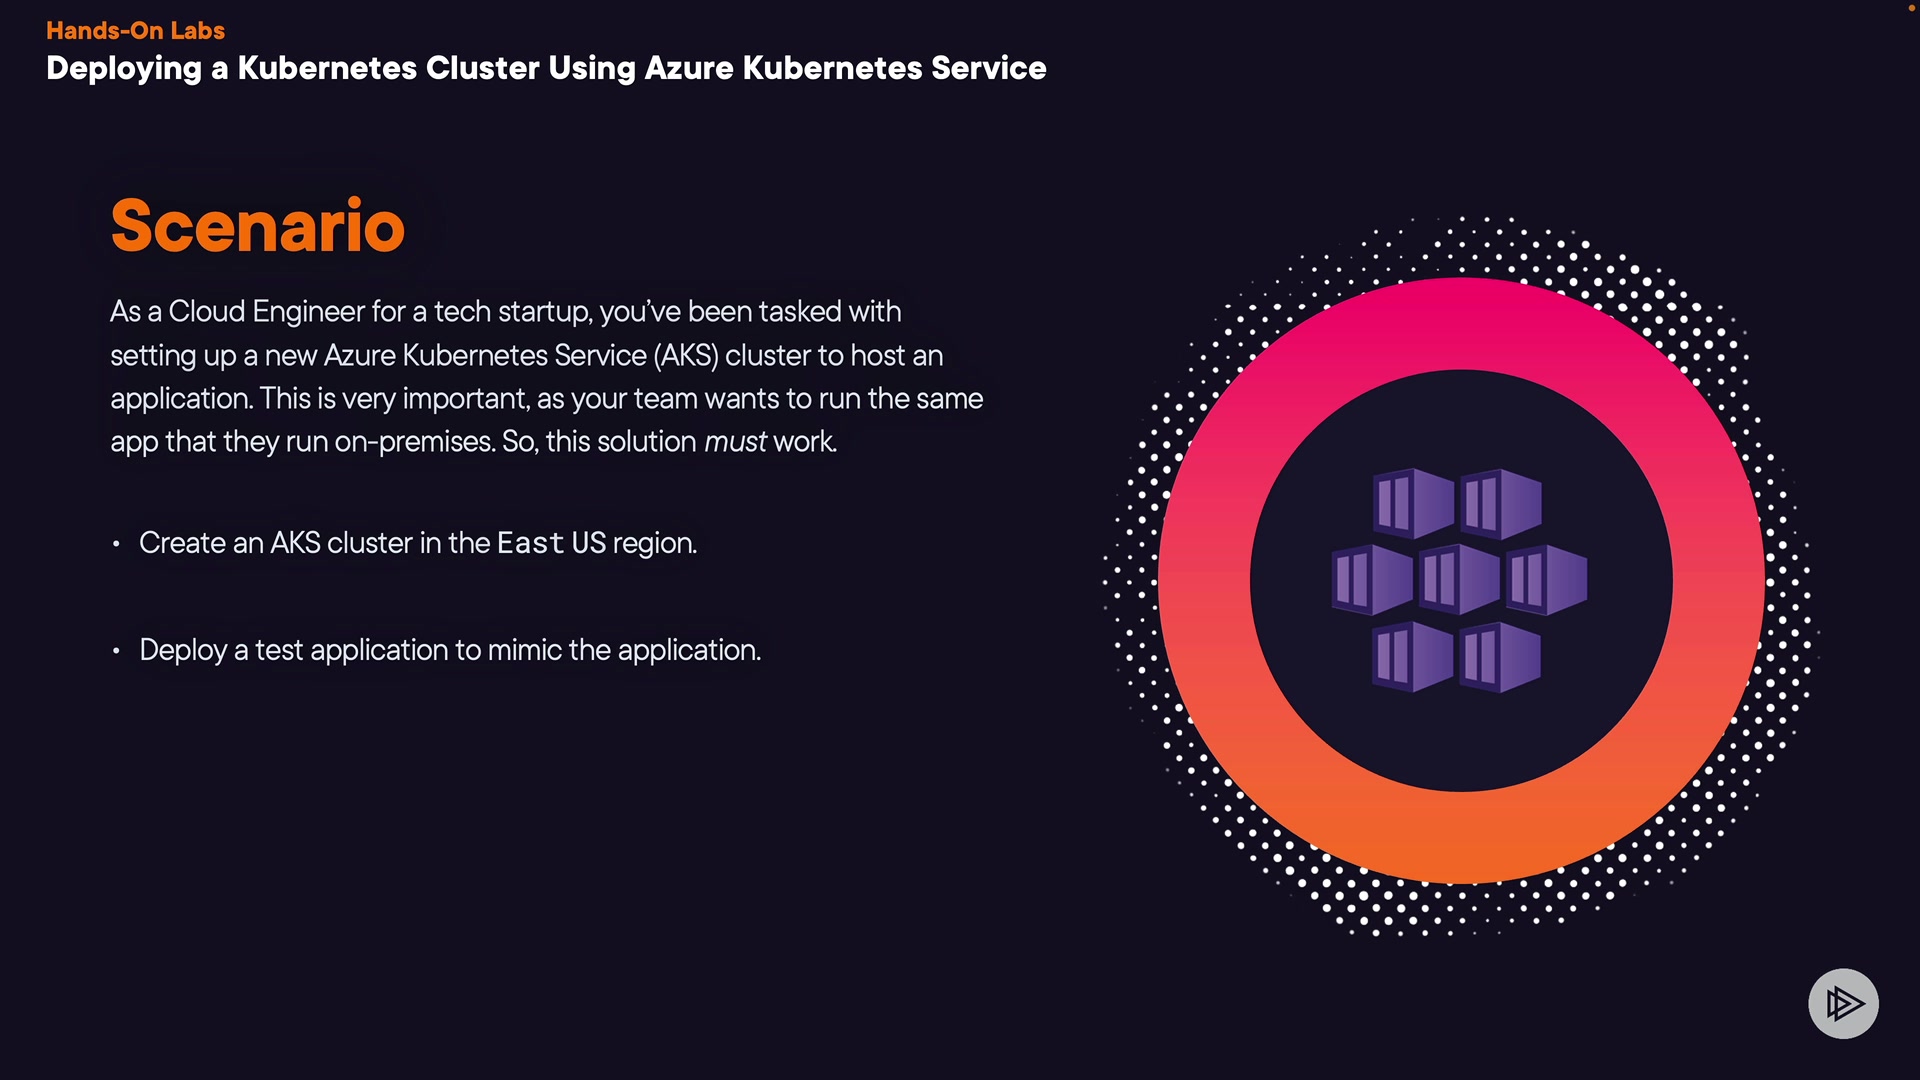 Hands-On Labs
Deploying a Kubernetes Cluster Using Azure Kubernetes Service
Scenario
As a Cloud Engineer for a tech startup, you’ve been tasked with
setting up a new Azure Kubernetes Service (AKS) cluster to host an
application. This is very important, as your team wants to run the same
app that they run on-premises. So, this solution must work.
• Create an AKS cluster in the East US region.
• Deploy a test application to mimic the application.